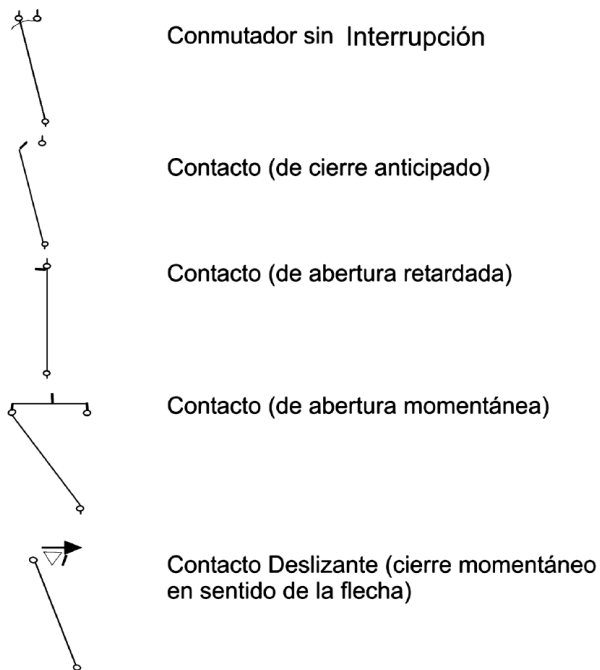 Conmutador sin Interrupción
Contacto (de cierre anticipado)
Contacto (de abertura retardada)
Contacto (de abertura momentánea)
Contacto Deslizante (cierre momentáneo
en sentido de la flecha)